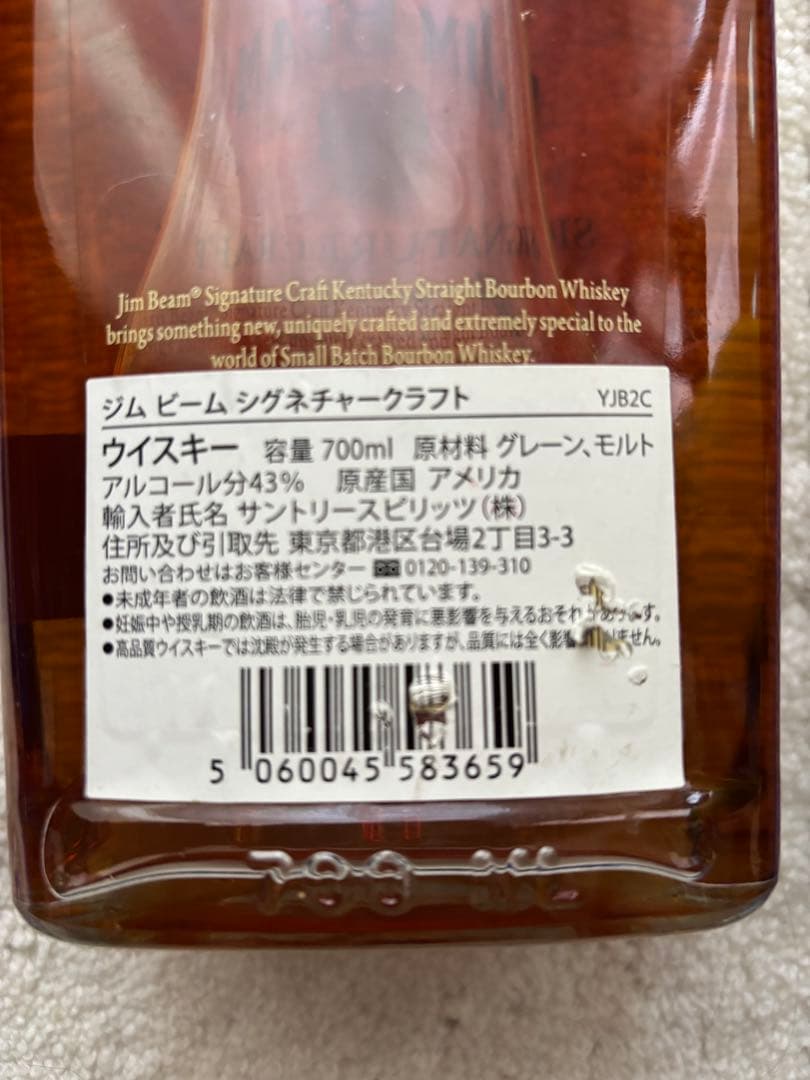 JIM BEAM
SIGNATURE CRAFT
Jim Beam® Signature Craft Kentucky Straight Bourbon Whiskey
brings something new, uniquely crafted and extremely special to the
world of Small Batch Bourbon Whiskey.
ジム ビーム シグネチャークラフト YJB2C
ウイスキー 容量 700ml 原材料 グレーン、モルト
アルコール分43% 原産国 アメリカ
輸入者氏名 サントリースピリッツ(株)
住所及び引取先 東京都港区台場2丁目3-3
お問い合わせはお客様センター 0120-139-310
●未成年者の飲酒は法律で禁じられています。
●妊娠中や授乳期の飲酒は、胎児・乳児の発育に悪影響を与えるおそれがあります。
●高品質ウイスキーでは沈殿が発生する場合がありますが、品質には全く影響ありません。
5 060045 583659